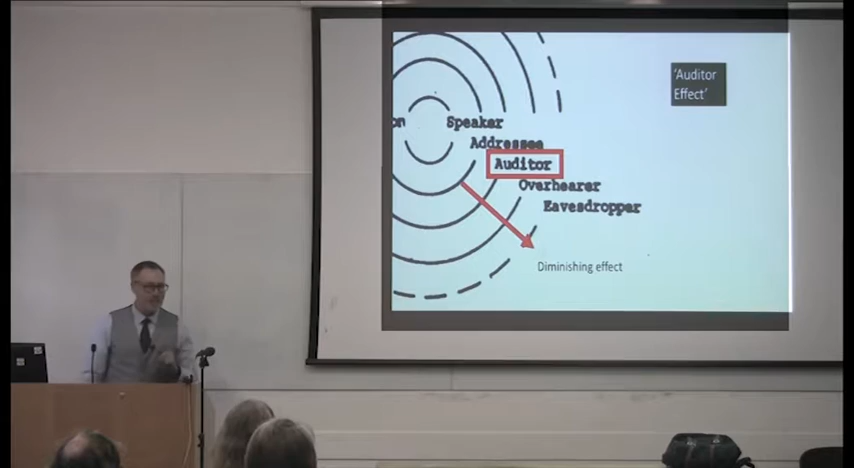 on
Speaker
Addressee
Auditor
Overhearer
Eavesdropper
Diminishing effect
'Auditor
Effect'